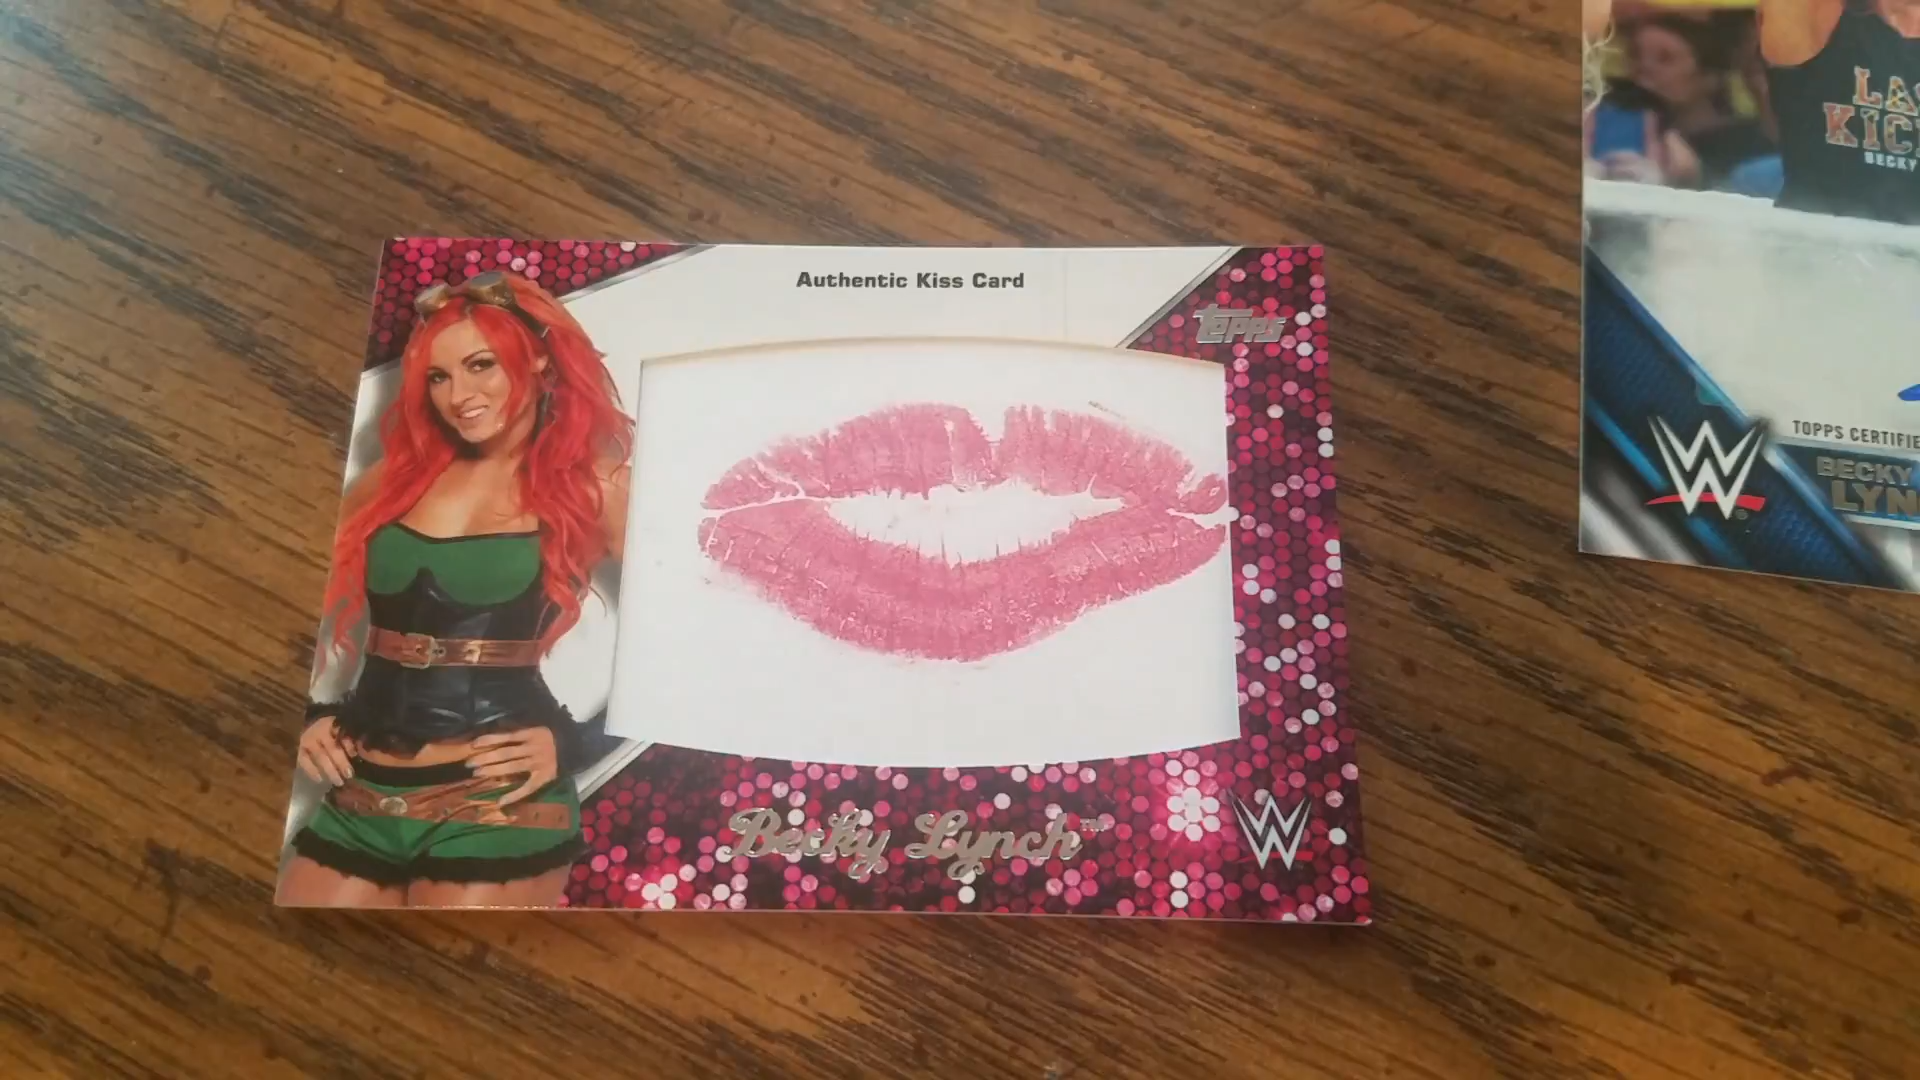 Authentic Kiss Card
Topps
Becky Lynch™
W
LA
KIC
BECKY
TOPPS CERTIFIE
BECKY
LYN
W